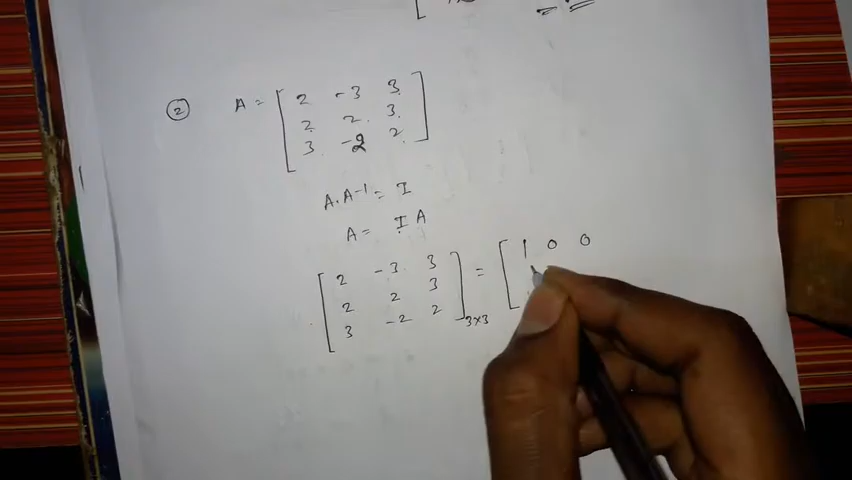 ② A = [ 2 -3 3
2 2 3
3 -2 2 ]
A . A⁻¹ = I
A = I A
[ 2 -3 3
2 2 3
3 -2 2 ]3×3 = [ 1 0 0